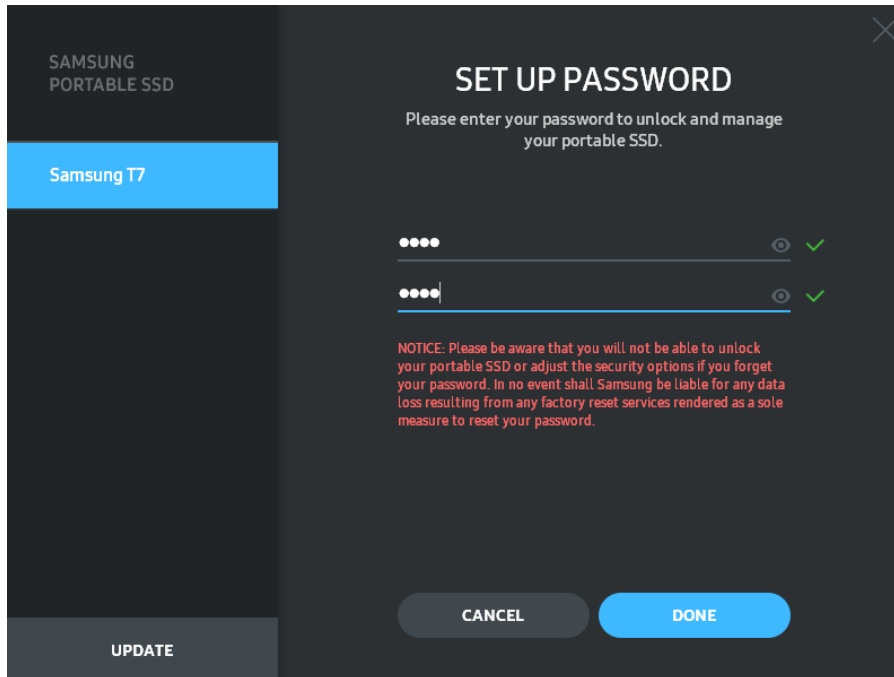 SAMSUNG
PORTABLE SSD
Samsung T7
UPDATE
SET UP PASSWORD
Please enter your password to unlock and manage
your portable SSD.
●●●●
●●●●
NOTICE: Please be aware that you will not be able to unlock
your portable SSD or adjust the security options if you forget
your password. In no event shall Samsung be liable for any data
loss resulting from any factory reset services rendered as a sole
measure to reset your password.
CANCEL
DONE